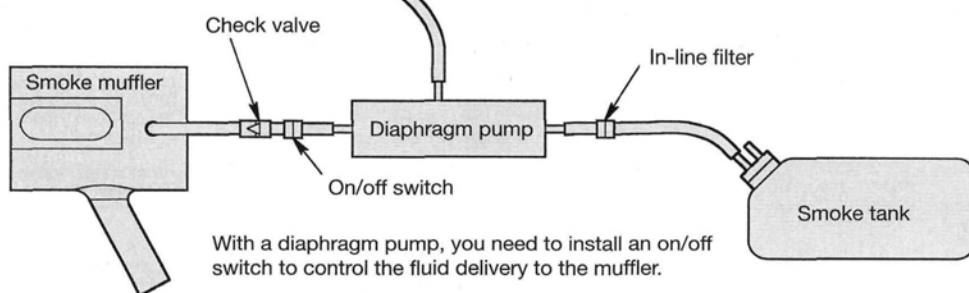 Check valve
In-line filter
Smoke muffler
Diaphragm pump
On/off switch
Smoke tank
With a diaphragm pump, you need to install an on/off
switch to control the fluid delivery to the muffler.